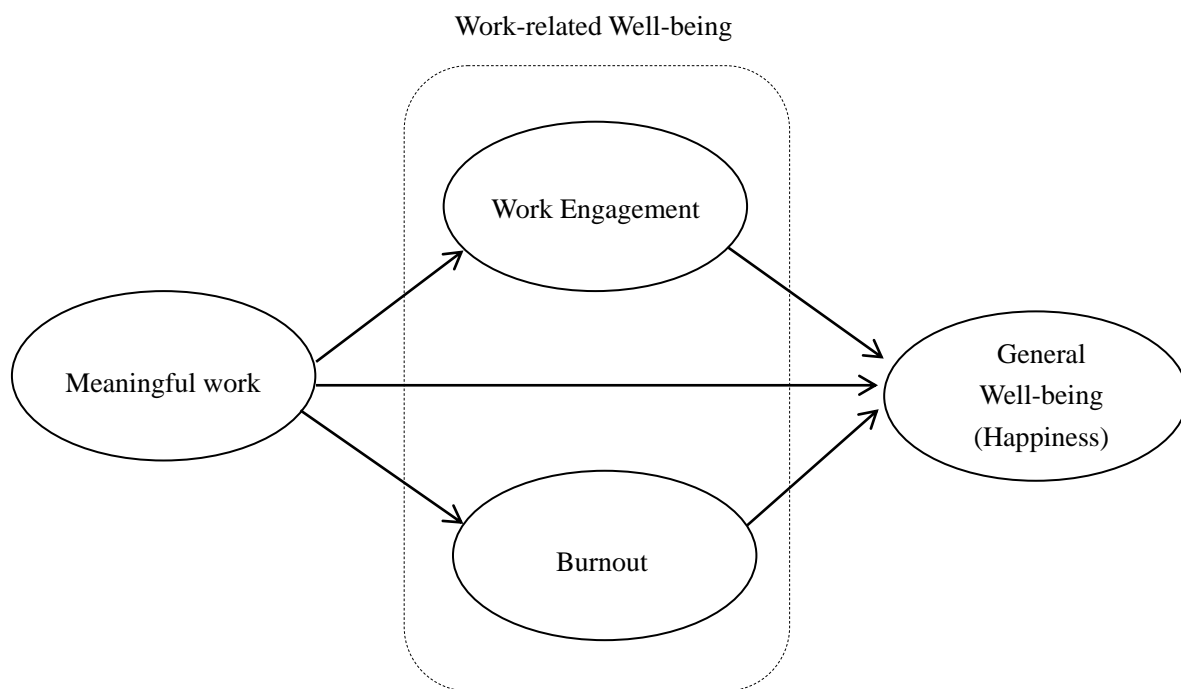 Work-related Well-being
Work Engagement
Meaningful work
General
Well-being
(Happiness)
Burnout